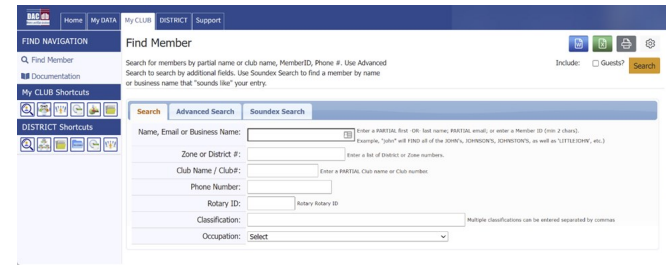 DAC db
Home My DATA My CLUB DISTRICT Support
FIND NAVIGATION
Find Member
Documentation
My CLUB Shortcuts
DISTRICT Shortcuts
Find Member
Search for members by partial name or club name, MemberID, Phone #. Use Advanced
Search to search by additional fields. Use Soundex Search to find a member by name
or business name that "sounds like" your entry.
Include: Guests? Search
Search Advanced Search Soundex Search
Name, Email or Business Name: Enter a PARTIAL first -OR- last name; PARTIAL email; or enter a Member ID (min 2 chars).
Example, "john" will FIND all of the JOHN's, JOHNSON'S, JOHNSTON'S, as well as 'LITTLEJOHN', etc.)
Zone or District #: Enter a list of District or Zone numbers.
Club Name / Club#: Enter a PARTIAL Club name or Club number
Phone Number:
Rotary ID: Rotary Rotary ID
Classification: Multiple classifications can be entered separated by commas
Occupation: Select